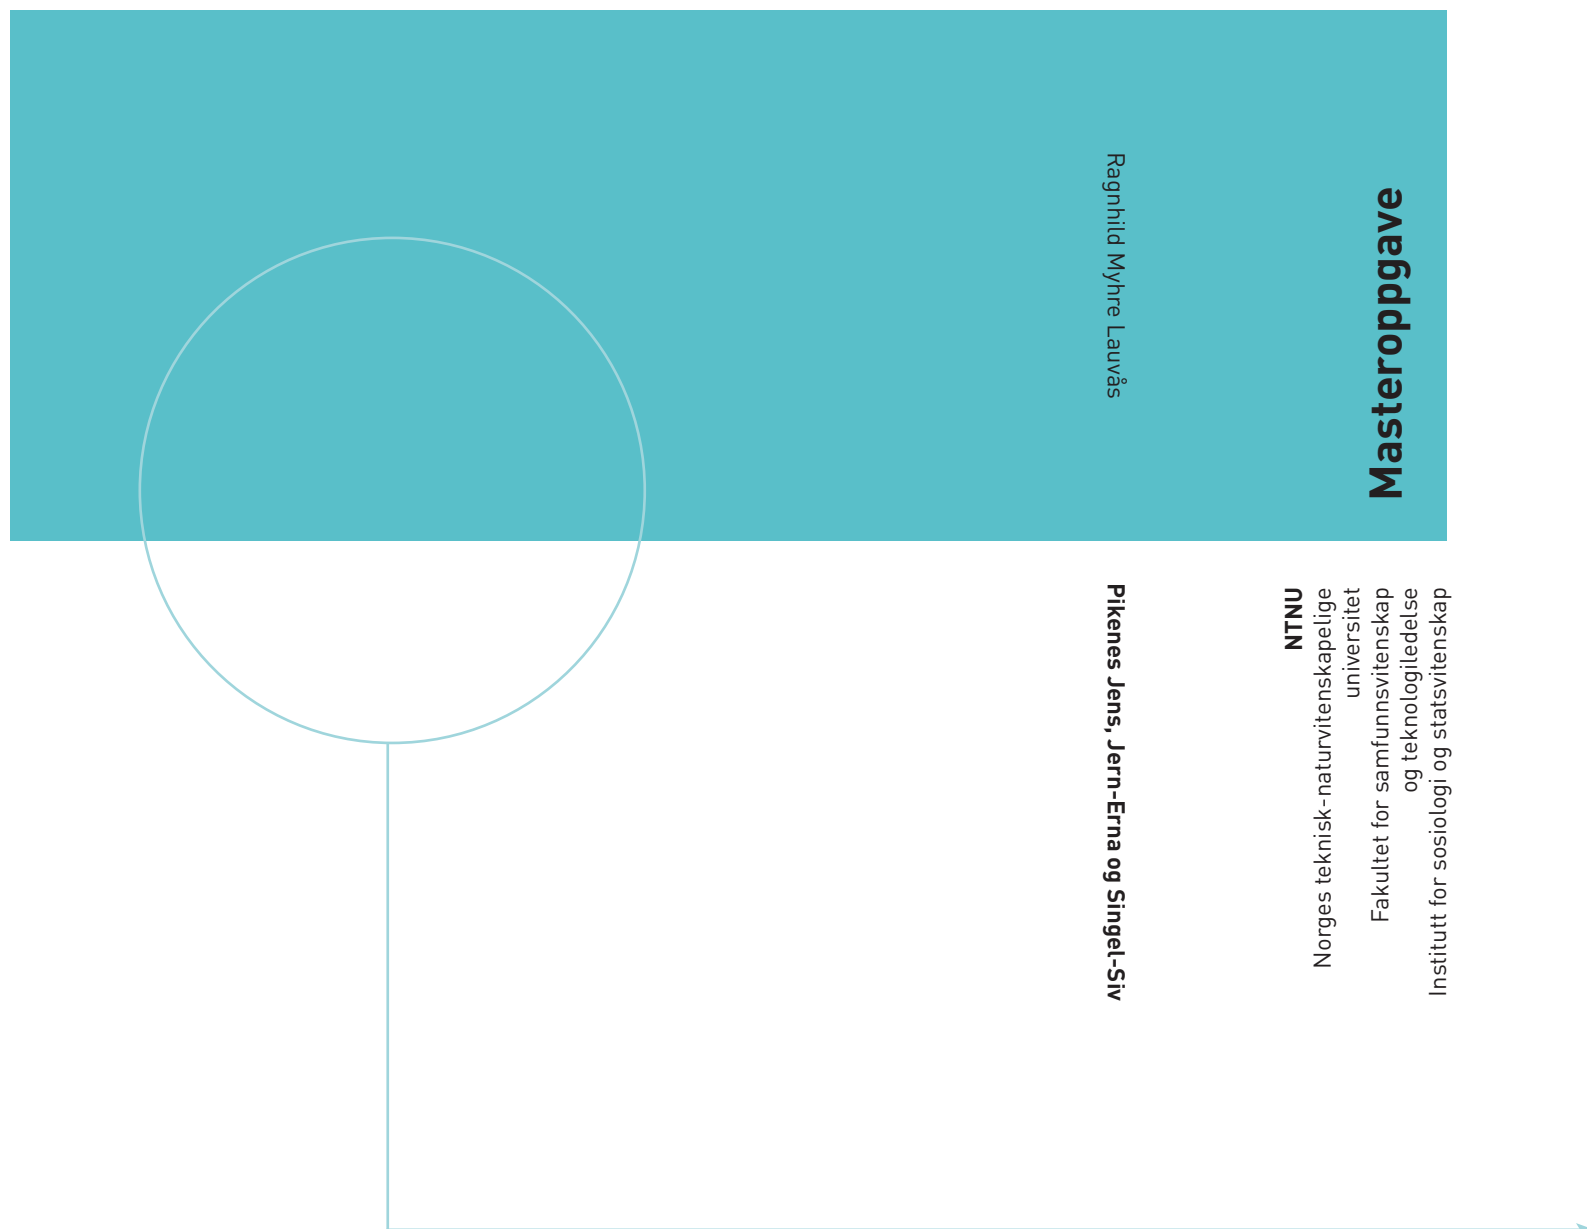 Ragnhild Myhre Lauvås
Pikenes Jens, Jern-Erna og Singel-Siv
NTNU
Norges teknisk-naturvitenskapelige
universitet
Fakultet for samfunnsvitenskap
og teknologiledelse
Institutt for sosiologi og statsvitenskap
Masteroppgave